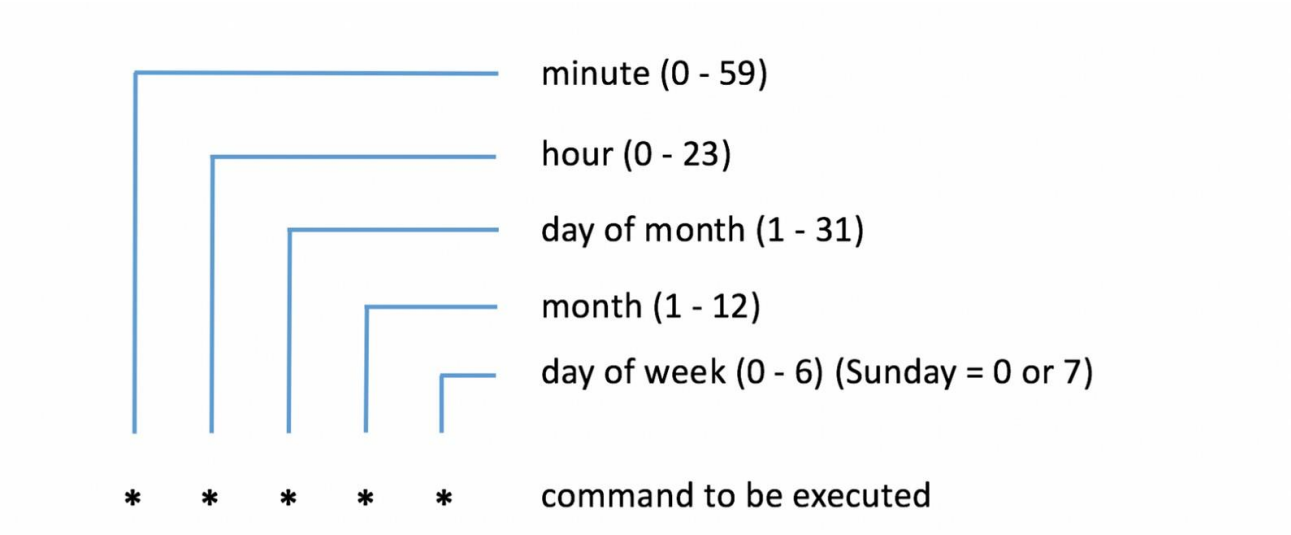 minute (0 - 59)
hour (0 - 23)
day of month (1 - 31)
month (1 - 12)
day of week (0 - 6) (Sunday = 0 or 7)
* * * * * command to be executed